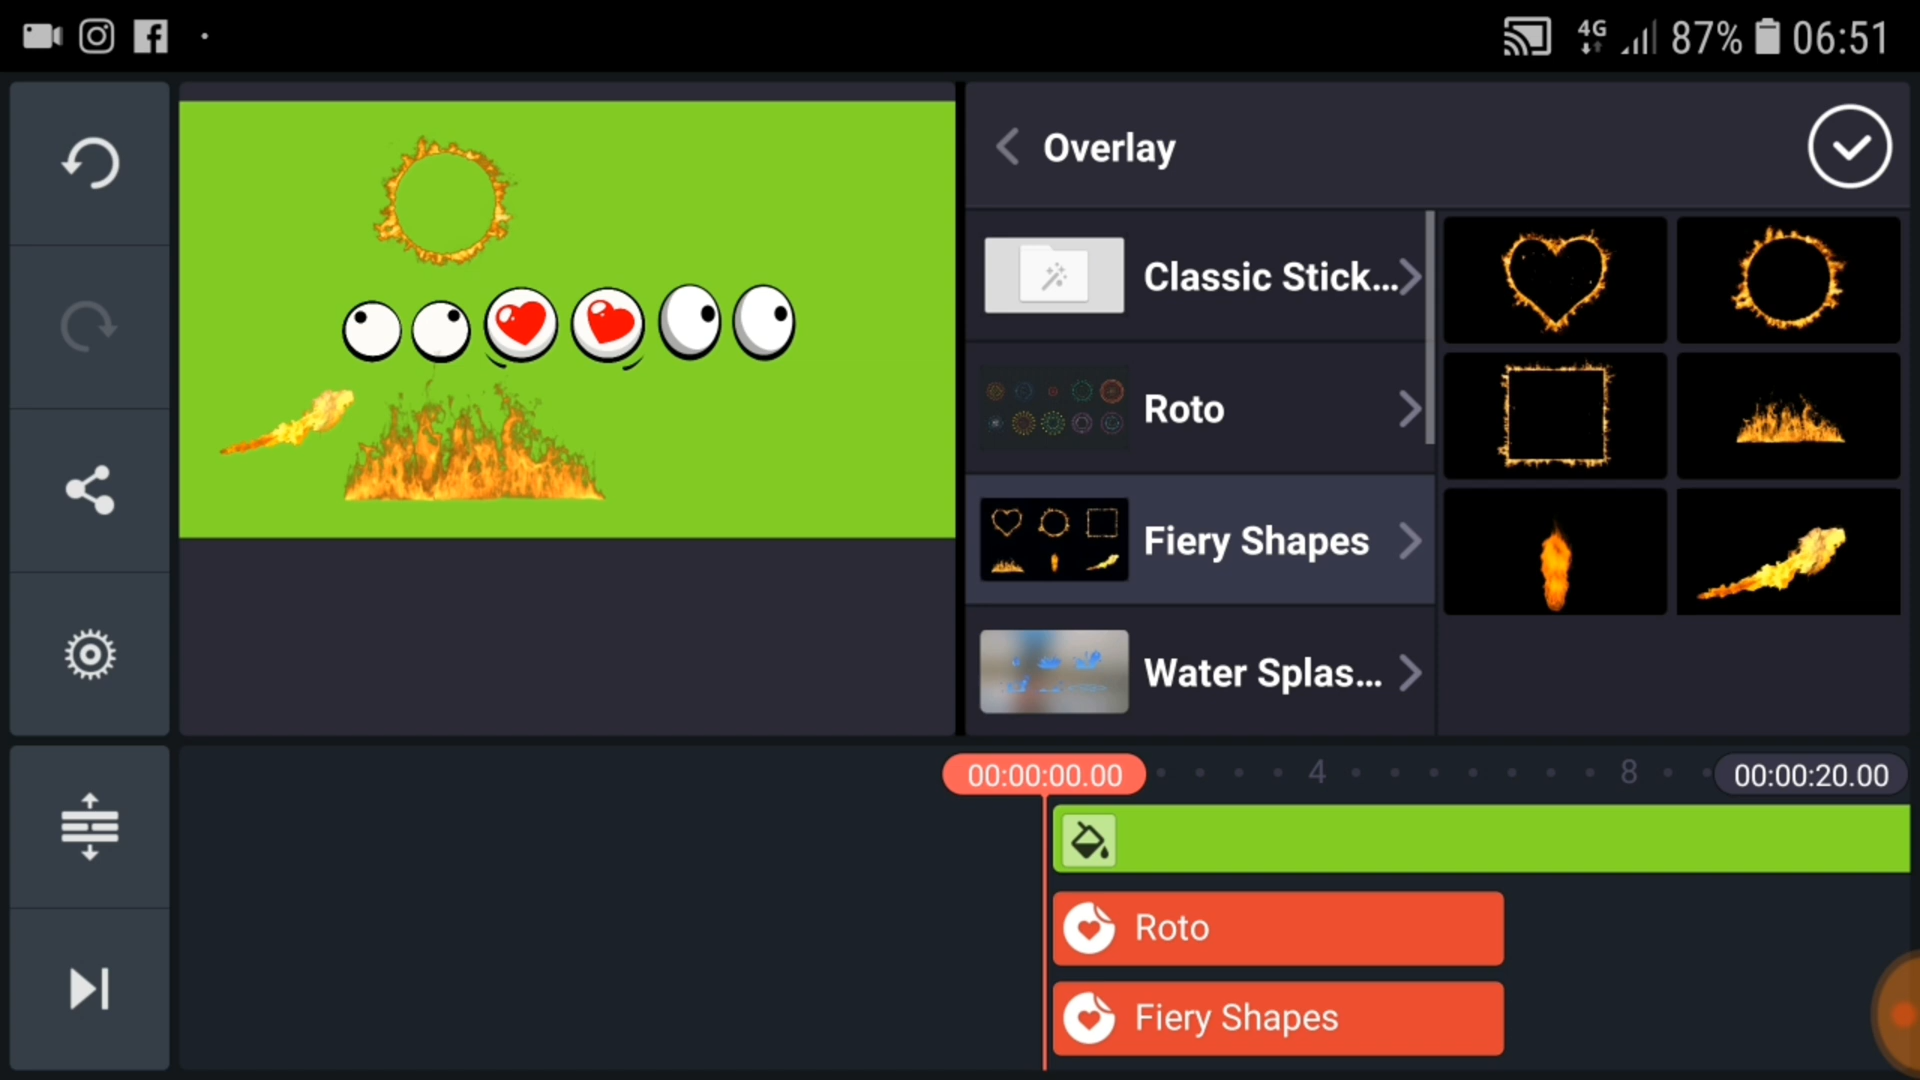 4G 87% 06:51
Overlay
Classic Stick...
Roto
Fiery Shapes
Water Splas...
00:00:00.00 4 8 00:00:20.00
Roto
Fiery Shapes